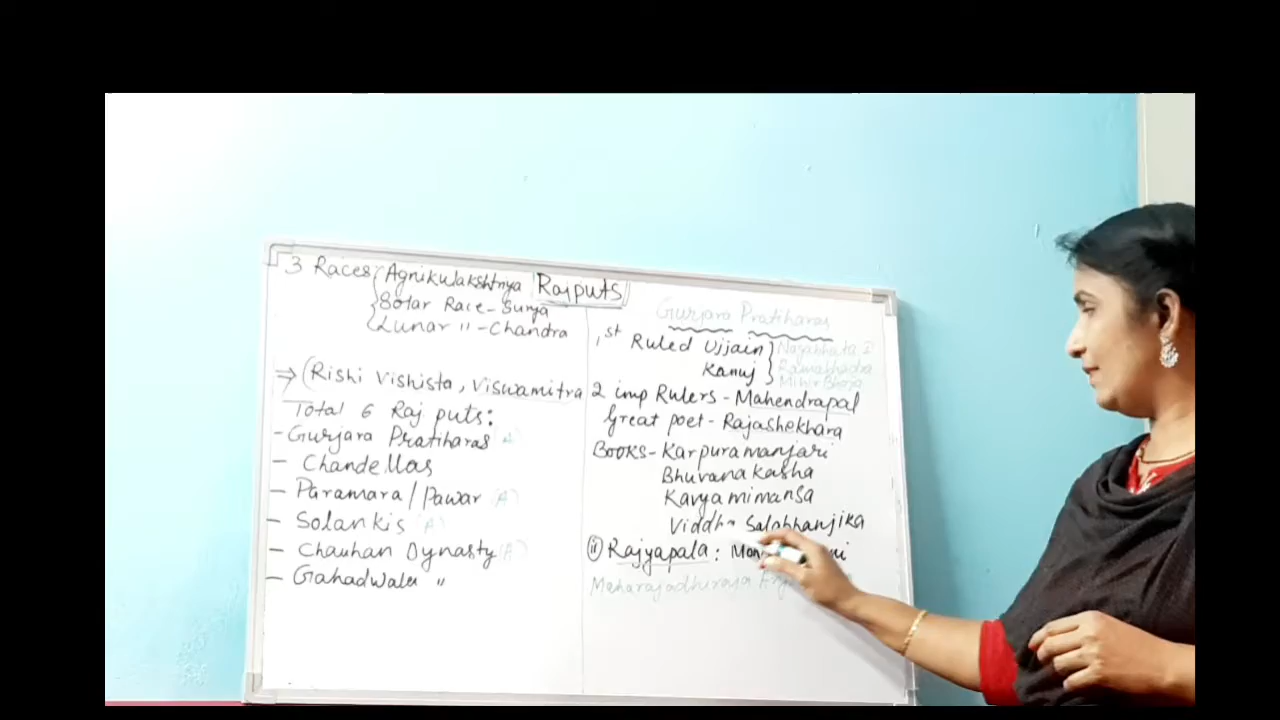 3 Races { Agnikulakshtriya
Solar Race - Surya
Lunar " - Chandra
Rajputs
⇒ (Rishi Vishista, Viswamitra
Total 6 Rajputs:
- Gurjara Pratiharas (A)
- Chandellas
- Paramara / Pawar (A)
- Solankis (A)
- Chauhan Dynasty (A)
- Gahadwala "
Gurjara Pratiharas
1st Ruled Ujjain } Nagabhata I
Kanuj Ramabhadra
Mihir Bhoja
2 imp Rulers - Mahendrapal
Great poet - Rajashekhara
Books - Karpuramanjari
Bhuvanakasha
Kavyamimansa
Viddha Salabhanjika
(ii) Rajyapala :
Maharajadhiraja